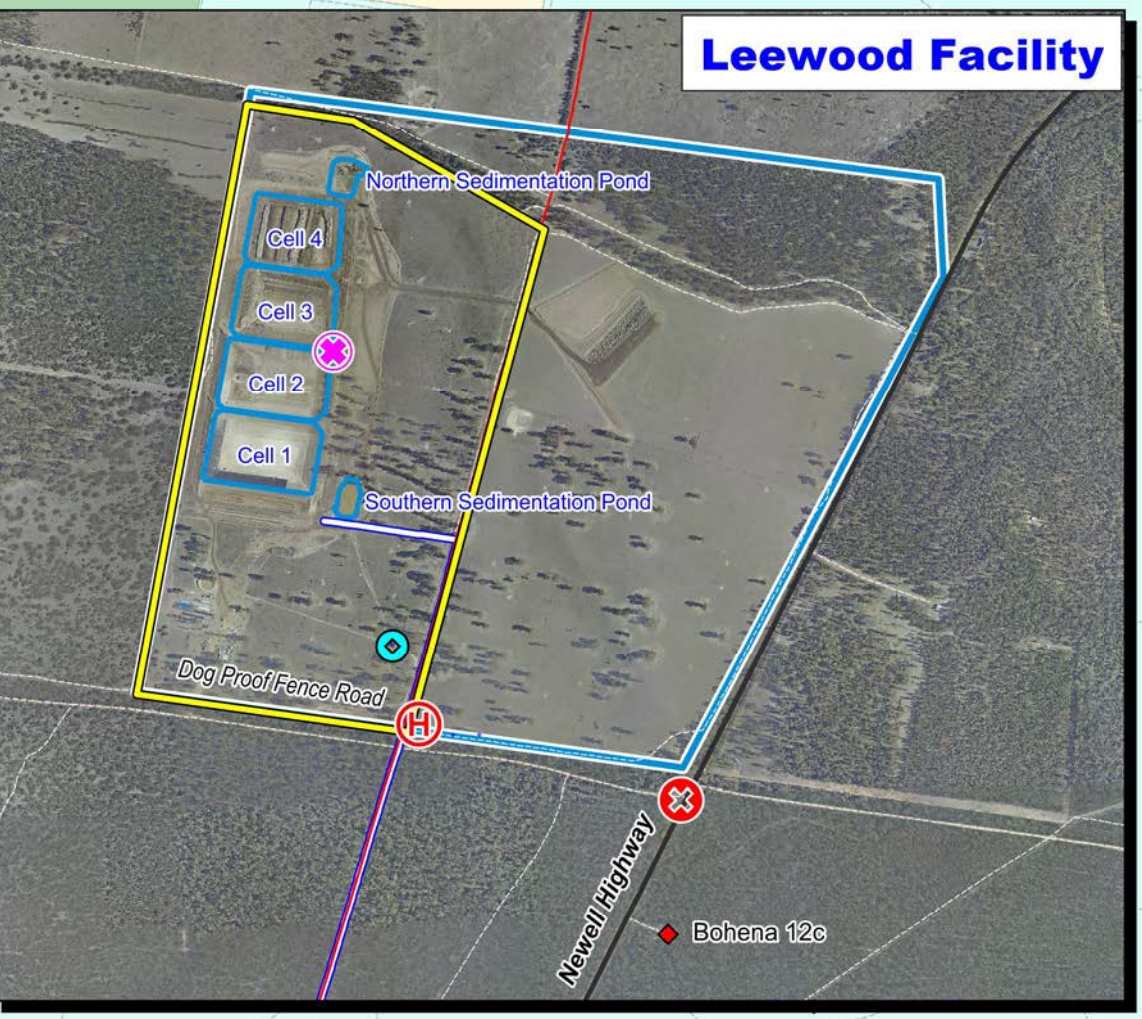 Leewood Facility
Northern Sedimentation Pond
Cell 4
Cell 3
Cell 2
Cell 1
Southern Sedimentation Pond
Dog Proof Fence Road
H
Newell Highway
Bohena 12c